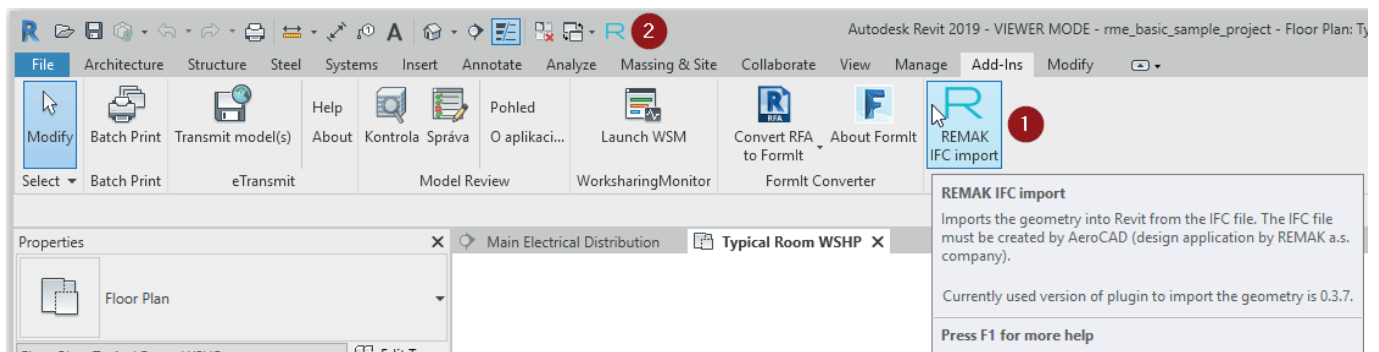 2
Autodesk Revit 2019 - VIEWER MODE - rme_basic_sample_project - Floor Plan: Ty
File Architecture Structure Steel Systems Insert Annotate Analyze Massing & Site Collaborate View Manage Add-Ins Modify
Modify
Batch Print
Transmit model(s)
Help
About
Kontrola
Správa
Pohled
O aplikaci...
Launch WSM
RFA
Convert RFA
to FormIt
About FormIt
REMAK
IFC import
1
Select Batch Print eTransmit Model Review WorksharingMonitor FormIt Converter
REMAK IFC import
Imports the geometry into Revit from the IFC file. The IFC file
must be created by AeroCAD (design application by REMAK a.s.
company).
Currently used version of plugin to import the geometry is 0.3.7.
Press F1 for more help
Properties
Main Electrical Distribution
Typical Room WSHP
Floor Plan